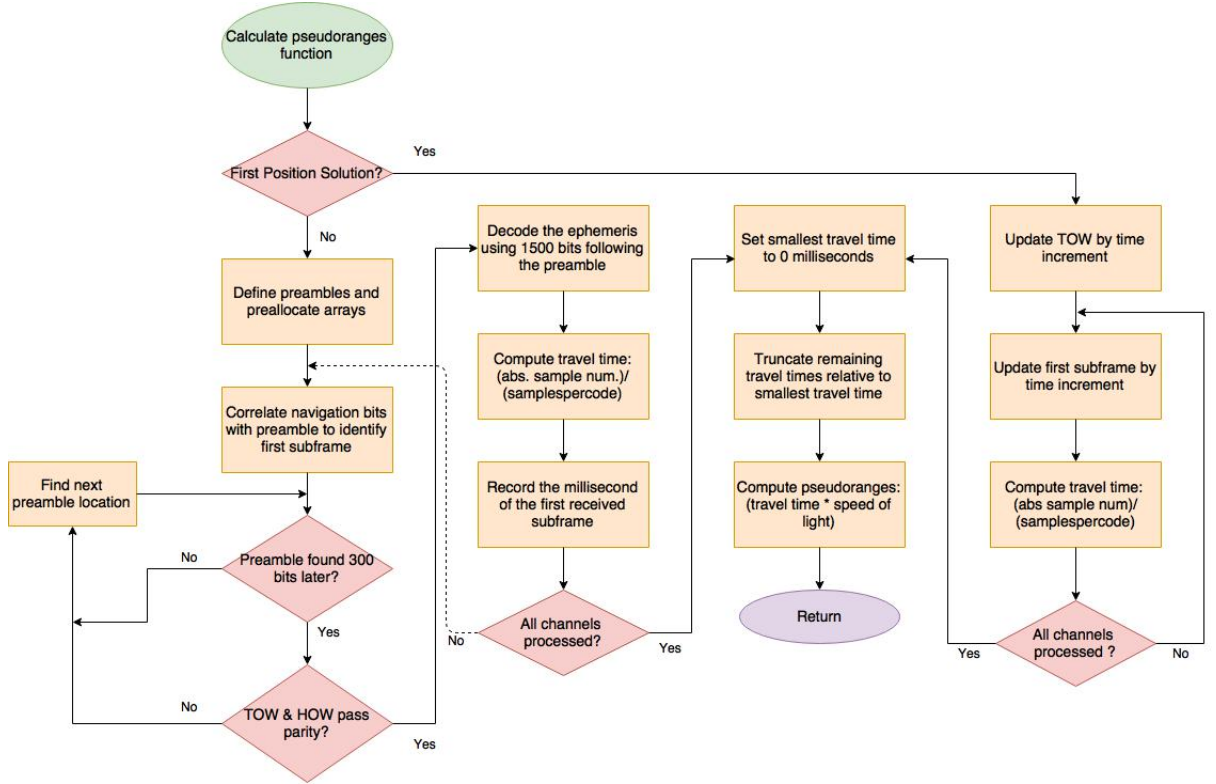 Calculate pseudoranges
function
First Position Solution?
Yes
No
Define preambles and
preallocate arrays
Correlate navigation bits
with preamble to identify
first subframe
Find next
preamble location
Preamble found 300
bits later?
No
Yes
TOW & HOW pass
parity?
No
Yes
Decode the ephemeris
using 1500 bits following
the preamble
Compute travel time:
(abs. sample num.)/
(samplespercode)
Record the millisecond
of the first received
subframe
All channels
processed?
No
Yes
Set smallest travel time
to 0 milliseconds
Truncate remaining
travel times relative to
smallest travel time
Compute pseudoranges:
(travel time * speed of
light)
Return
Update TOW by time
increment
Update first subframe by
time increment
Compute travel time:
(abs sample num)/
(samplespercode)
All channels
processed ?
Yes
No